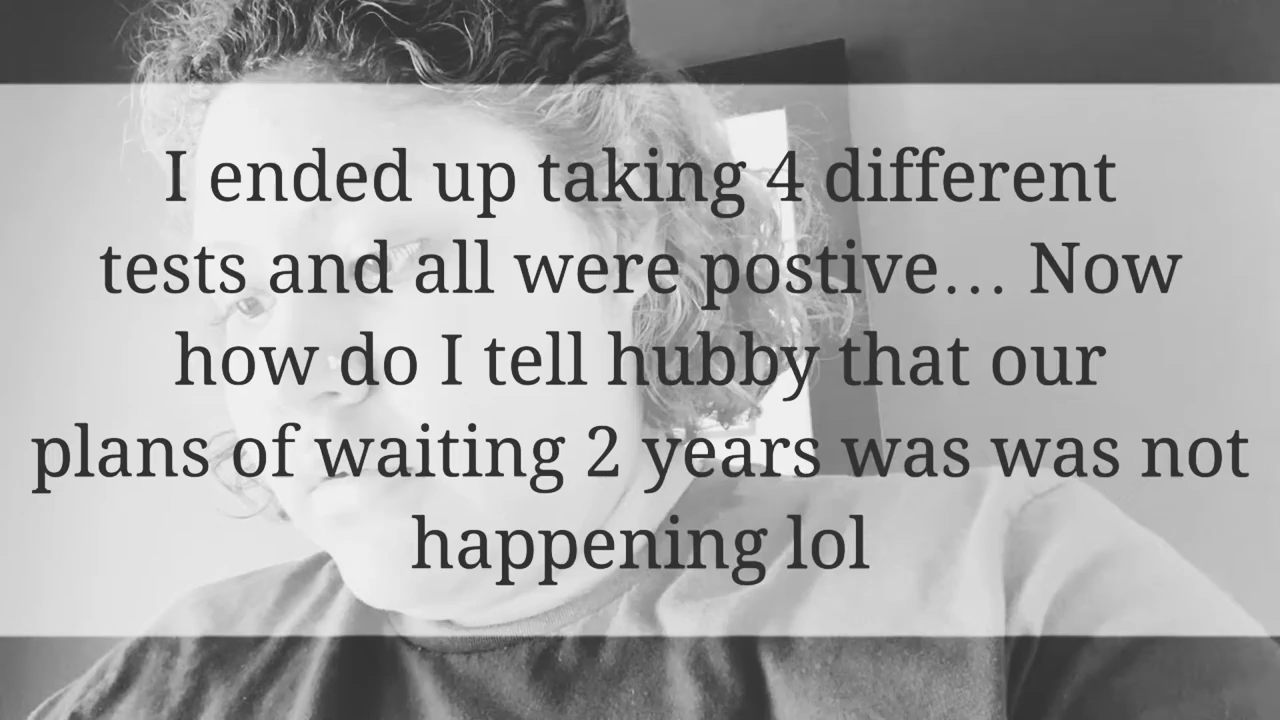 I ended up taking 4 different
tests and all were postive... Now
how do I tell hubby that our
plans of waiting 2 years was was not
happening lol